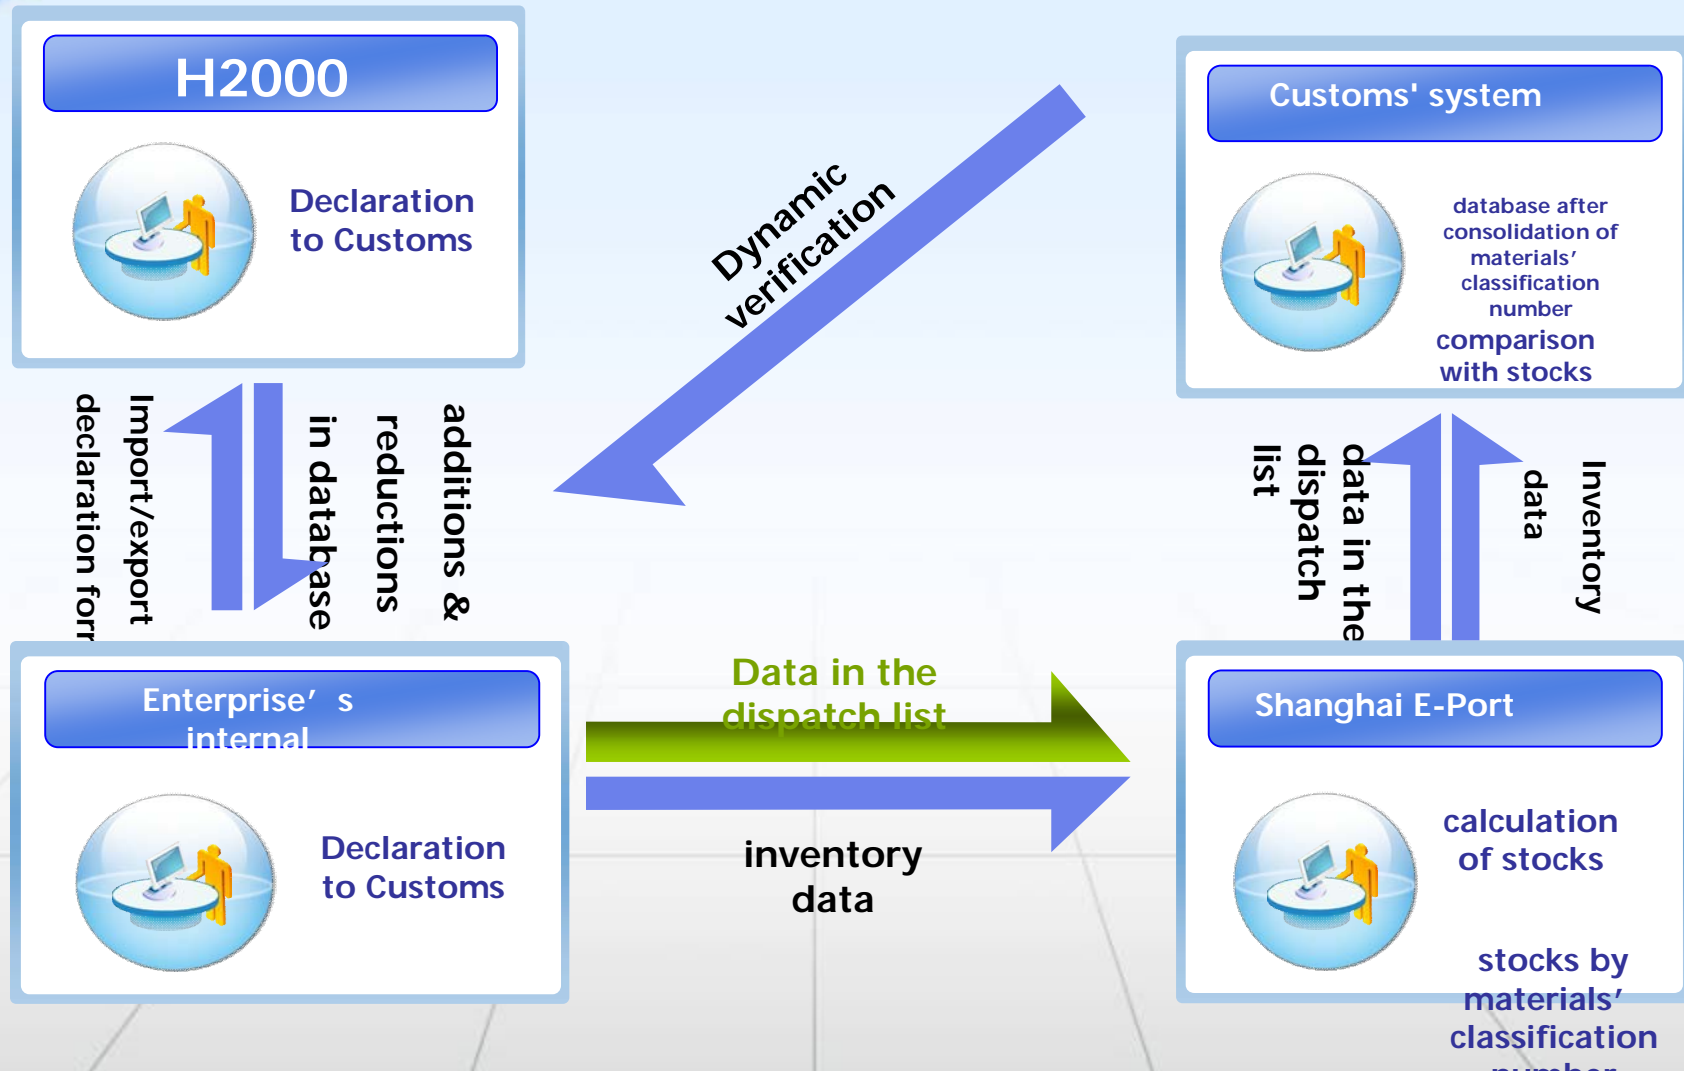 H2000
Declaration
to Customs
Customs' system
database after
consolidation of
materials’
classification
number
comparison
with stocks
Dynamic
verification
Import/export
declaration
additions &
reductions
in database
data in the
dispatch
list
Inventory
data
Enterprise’ s
internal
Declaration
to Customs
Data in the
dispatch list
inventory
data
Shanghai E-Port
calculation
of stocks
stocks by
materials’
classification
number